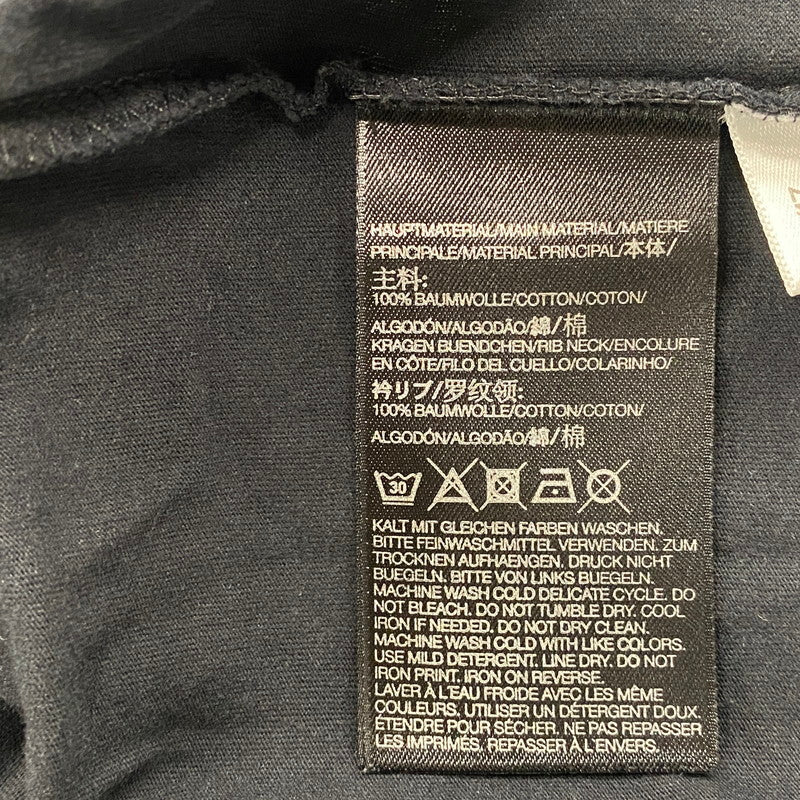 HAUPTMATERIAL/MAIN MATERIAL/MATIERE
PRINCIPALE/MATERIAL PRINCIPAL/本体/
主料:
100% BAUMWOLLE/COTTON/COTON/
ALGODÓN/ALGODÃO/綿/棉
KRAGEN BUENDCHEN/RIB NECK/ENCOLURE
EN CÔTE/FILO DEL CUELLO/COLARINHO/
衿リブ/罗纹领:
100% BAUMWOLLE/COTTON/COTON/
ALGODÓN/ALGODÃO/綿/棉
30
KALT MIT GLEICHEN FARBEN WASCHEN.
BITTE FEINWASCHMITTEL VERWENDEN. ZUM
TROCKNEN AUFHAENGEN. DRUCK NICHT
BUEGELN. BITTE VON LINKS BUEGELN.
MACHINE WASH COLD DELICATE CYCLE. DO
NOT BLEACH. DO NOT TUMBLE DRY. COOL
IRON IF NEEDED. DO NOT DRY CLEAN.
MACHINE WASH COLD WITH LIKE COLORS.
USE MILD DETERGENT. LINE DRY. DO NOT
IRON PRINT. IRON ON REVERSE.
LAVER À L'EAU FROIDE AVEC LES MÊME
COULEURS. UTILISER UN DÉTERGENT DOUX.
ÉTENDRE POUR SÉCHER. NE PAS REPASSER
LES IMPRIMÉS. REPASSER À L'ENVERS.